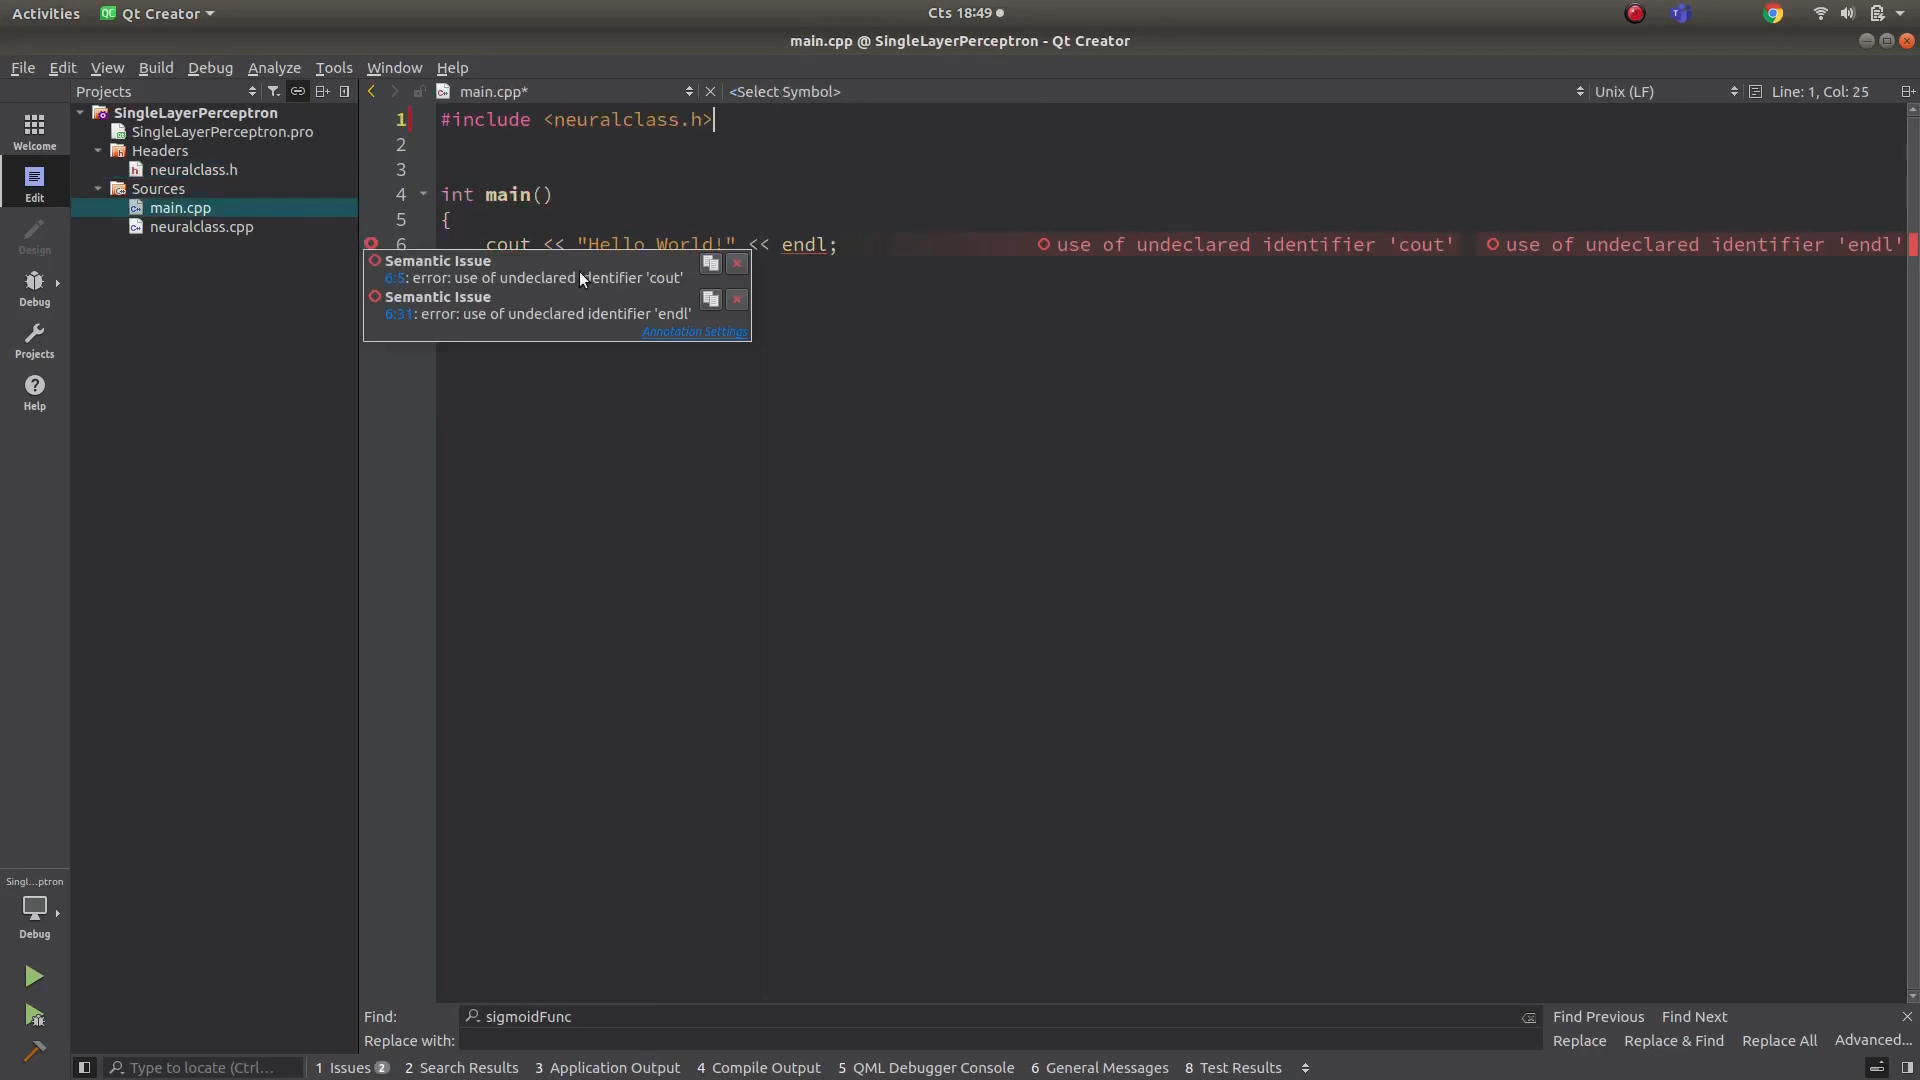 Activities Qt Creator Cts 18:49
main.cpp @ SingleLayerPerceptron - Qt Creator
File Edit View Build Debug Analyze Tools Window Help
Projects main.cpp* <Select Symbol> Unix (LF) Line: 1, Col: 25
SingleLayerPerceptron
SingleLayerPerceptron.pro
Headers
neuralclass.h
Sources
main.cpp
neuralclass.cpp
Welcome
Edit
Design
Debug
Projects
Help
1 #include <neuralclass.h>
2
3
4 int main()
5 {
6 cout << "Hello World!" << endl; use of undeclared identifier 'cout' use of undeclared identifier 'endl'
Semantic Issue
6:5: error: use of undeclared identifier 'cout'
Semantic Issue
6:31: error: use of undeclared identifier 'endl'
Annotation Settings
Singl...ptron
Debug
Find: sigmoidFunc Find Previous Find Next
Replace with: Replace Replace & Find Replace All Advanced...
Type to locate (Ctrl... 1 Issues 2 2 Search Results 3 Application Output 4 Compile Output 5 QML Debugger Console 6 General Messages 8 Test Results